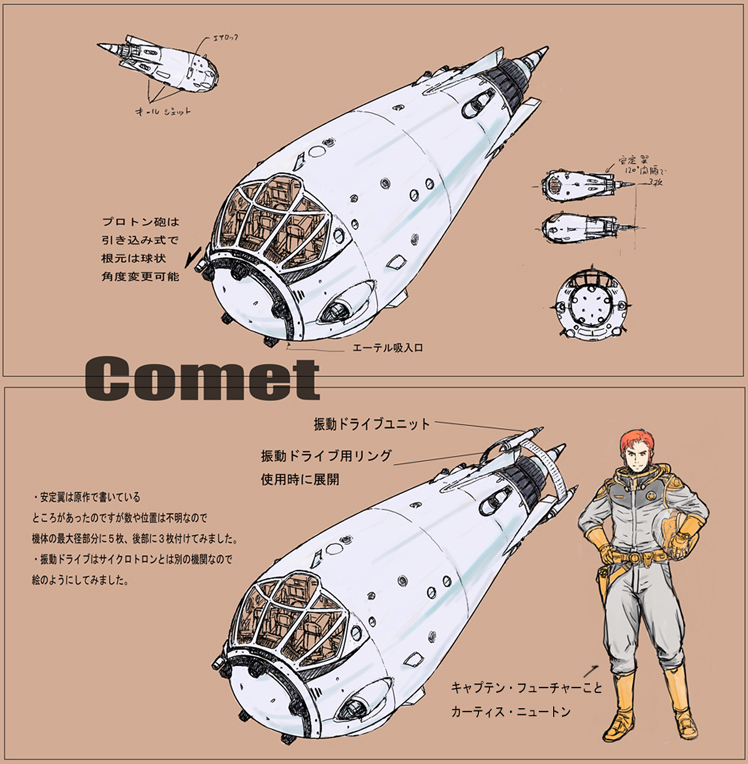 エアロック
オールジェット
安定翼
120°間隔で
3枚
プロトン砲は
引き込み式で
根元は球状
角度変更可能
エーテル吸入口
Comet
振動ドライブユニット
振動ドライブ用リング
使用時に展開
・安定翼は原作で書いている
ところがあったのですが数や位置は不明なので
機体の最大径部分に5枚、後部に3枚付けてみました。
・振動ドライブはサイクロトロンとは別の機関なので
絵のようにしてみました。
キャプテン・フューチャーこと
カーティス・ニュートン